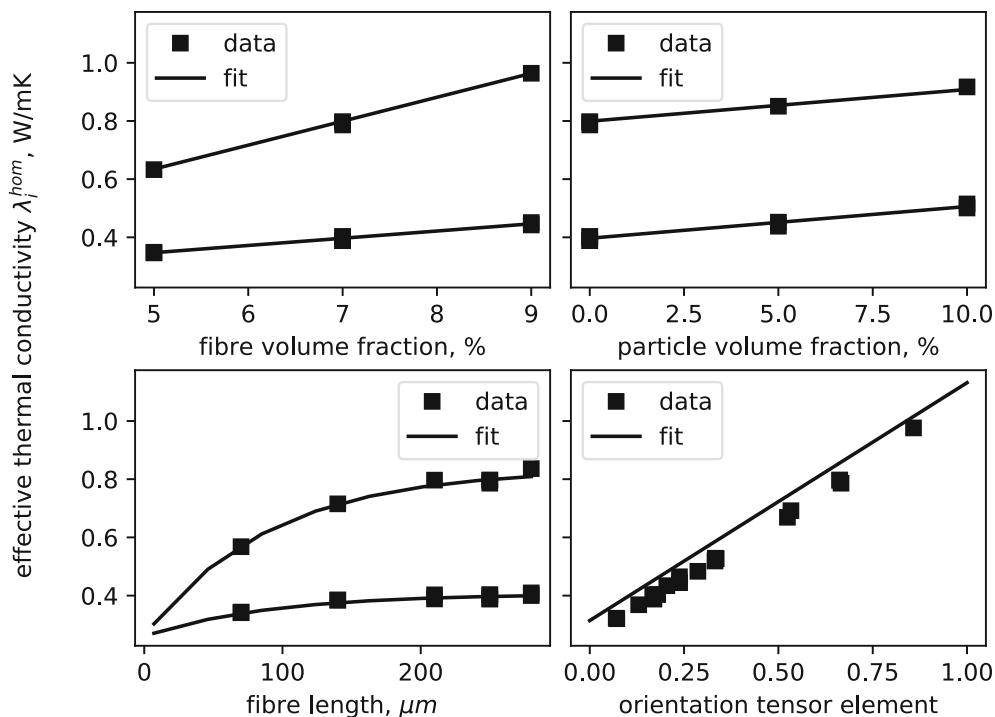 effective thermal conductivity λ_i^{hom}, W/mK
data
fit
1.0
0.8
0.6
0.4
5 6 7 8 9
fibre volume fraction, %
data
fit
0.0 2.5 5.0 7.5 10.0
particle volume fraction, %
data
fit
1.0
0.8
0.6
0.4
0 100 200
fibre length, μm
data
fit
0.00 0.25 0.50 0.75 1.00
orientation tensor element